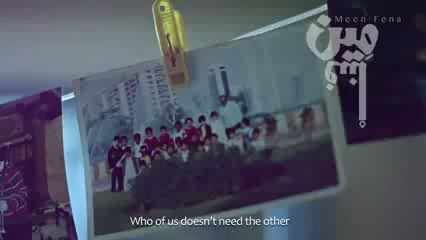 Meen Fena
مين
فينا
Who of us doesn't need the other